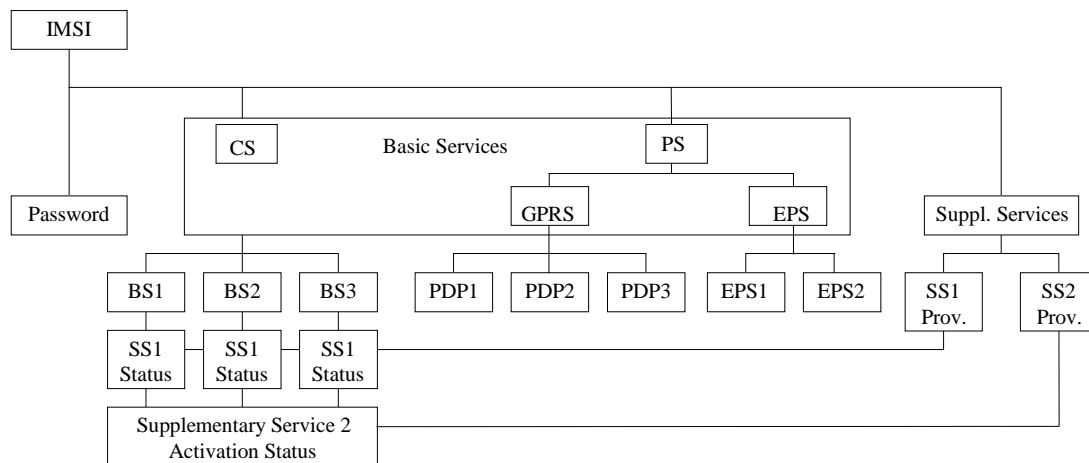 IMSI
CS
Basic Services
PS
Password
GPRS
EPS
Suppl. Services
BS1
BS2
BS3
PDP1
PDP2
PDP3
EPS1
EPS2
SS1
Prov.
SS2
Prov.
SS1
Status
SS1
Status
SS1
Status
Supplementary Service 2
Activation Status